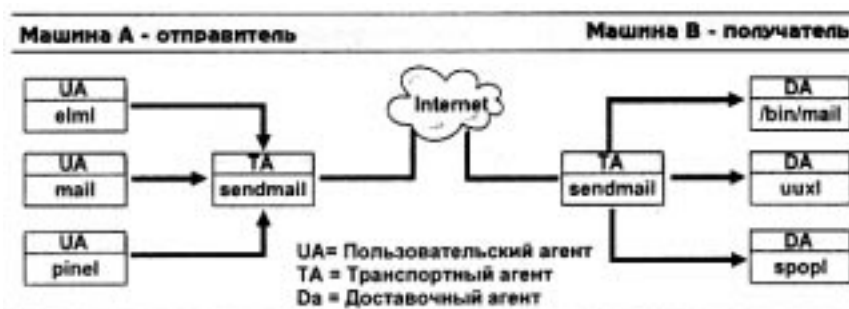 Машина А - отправитель
Машина В - получатель
UA
elml
UA
mail
UA
pinel
TA
sendmail
Internet
TA
sendmail
DA
/bin/mail
DA
uuxl
DA
spopl
UA= Пользовательский агент
TA = Транспортный агент
Da = Доставочный агент